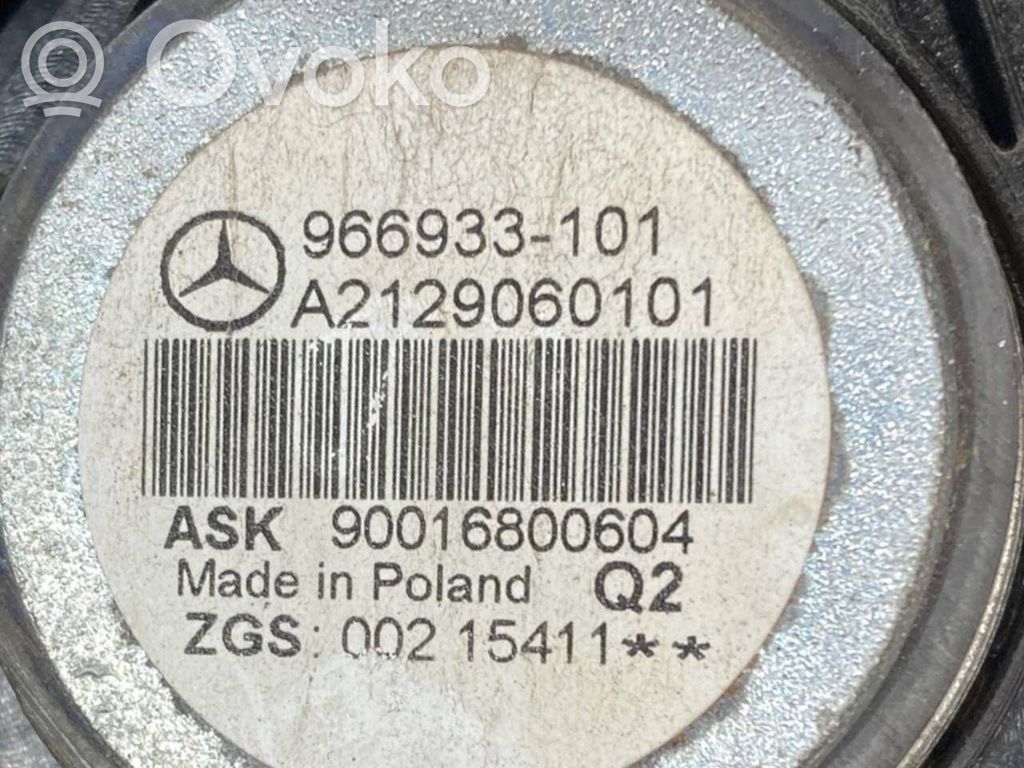 Ovoko
966933-101
A2129060101
ASK 90016800604
Made in Poland Q2
ZGS: 002 15411**